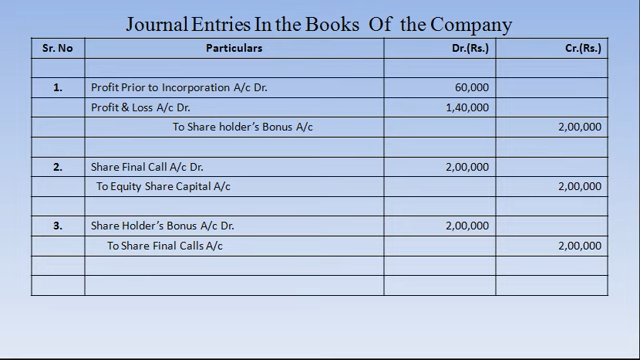 Journal Entries In the Books Of the Company
Sr. No Particulars Dr.(Rs.) Cr.(Rs.)
1. Profit Prior to Incorporation A/c Dr. 60,000
Profit & Loss A/c Dr. 1,40,000
To Share holder's Bonus A/c 2,00,000
2. Share Final Call A/c Dr. 2,00,000
To Equity Share Capital A/c 2,00,000
3. Share Holder's Bonus A/c Dr. 2,00,000
To Share Final Calls A/c 2,00,000